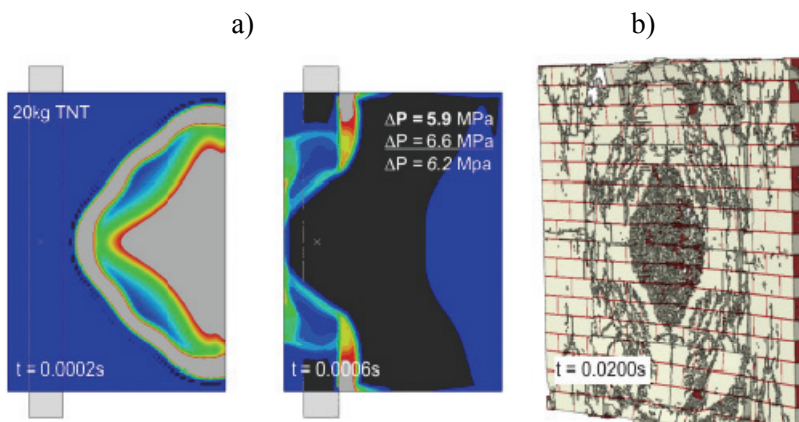 a)
b)
20kg TNT
t = 0.0002s
ΔP = 5.9 MPa
ΔP = 6.6 MPa
ΔP = 6.2 Mpa
t = 0.0006s
t = 0.0200s